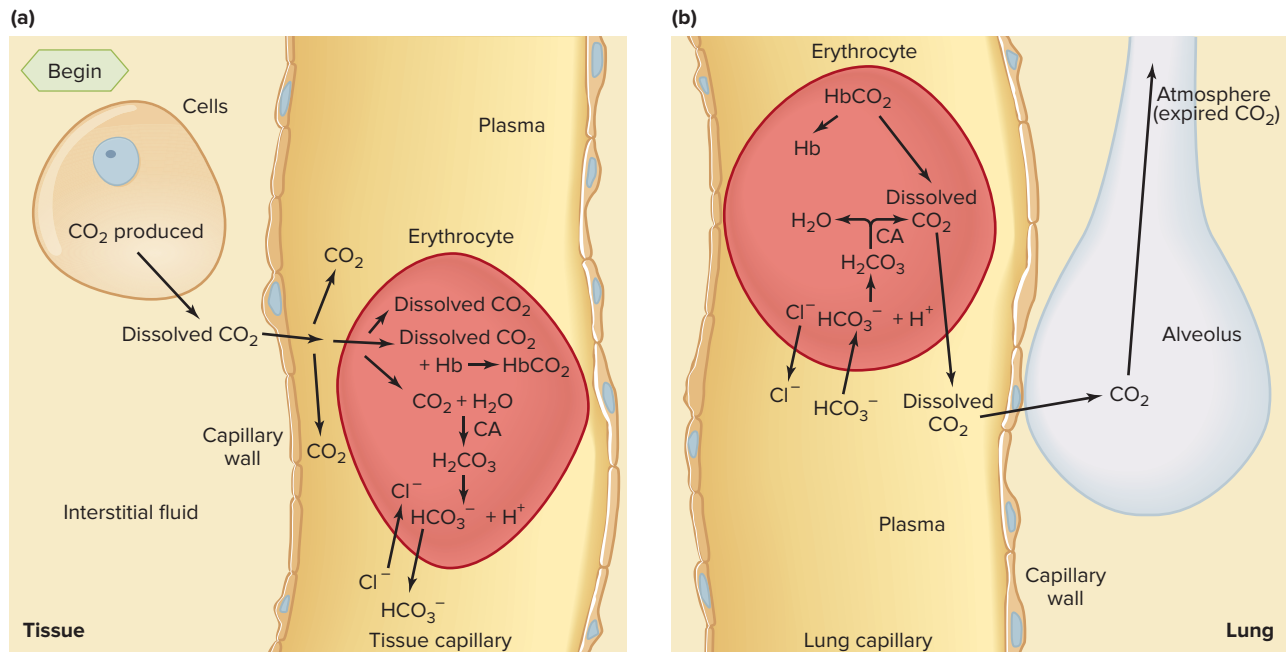 (a)
Begin
Cells
CO₂ produced
Dissolved CO₂
Plasma
Erythrocyte
CO₂
Dissolved CO₂
Dissolved CO₂
+ Hb → HbCO₂
CO₂ + H₂O
CA
H₂CO₃
Cl⁻
HCO₃⁻ + H⁺
CO₂
Capillary
wall
Interstitial fluid
Cl⁻
HCO₃⁻
Tissue
Tissue capillary
(b)
Erythrocyte
HbCO₂
Hb
Dissolved
CO₂
H₂O
CA
H₂CO₃
Cl⁻
HCO₃⁻ + H⁺
Cl⁻
HCO₃⁻
Dissolved
CO₂
Atmosphere
(expired CO₂)
Alveolus
CO₂
Plasma
Capillary
wall
Lung capillary
Lung